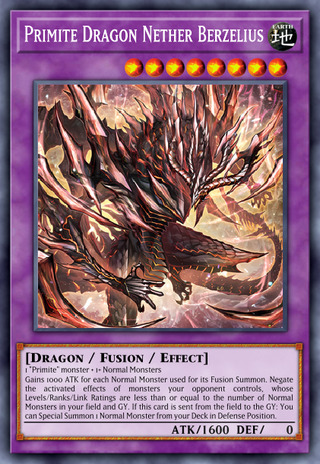 Primite Dragon Nether Berzelius
EARTH
地
[Dragon / Fusion / Effect]
1 "Primite" monster + 1+ Normal Monsters
Gains 1000 ATK for each Normal Monster used for its Fusion Summon. Negate
the activated effects of monsters your opponent controls, whose
Levels/Ranks/Link Ratings are less than or equal to the number of Normal
Monsters in your field and GY. If this card is sent from the field to the GY: You
can Special Summon 1 Normal Monster from your Deck in Defense Position.
ATK/1600 DEF/ 0